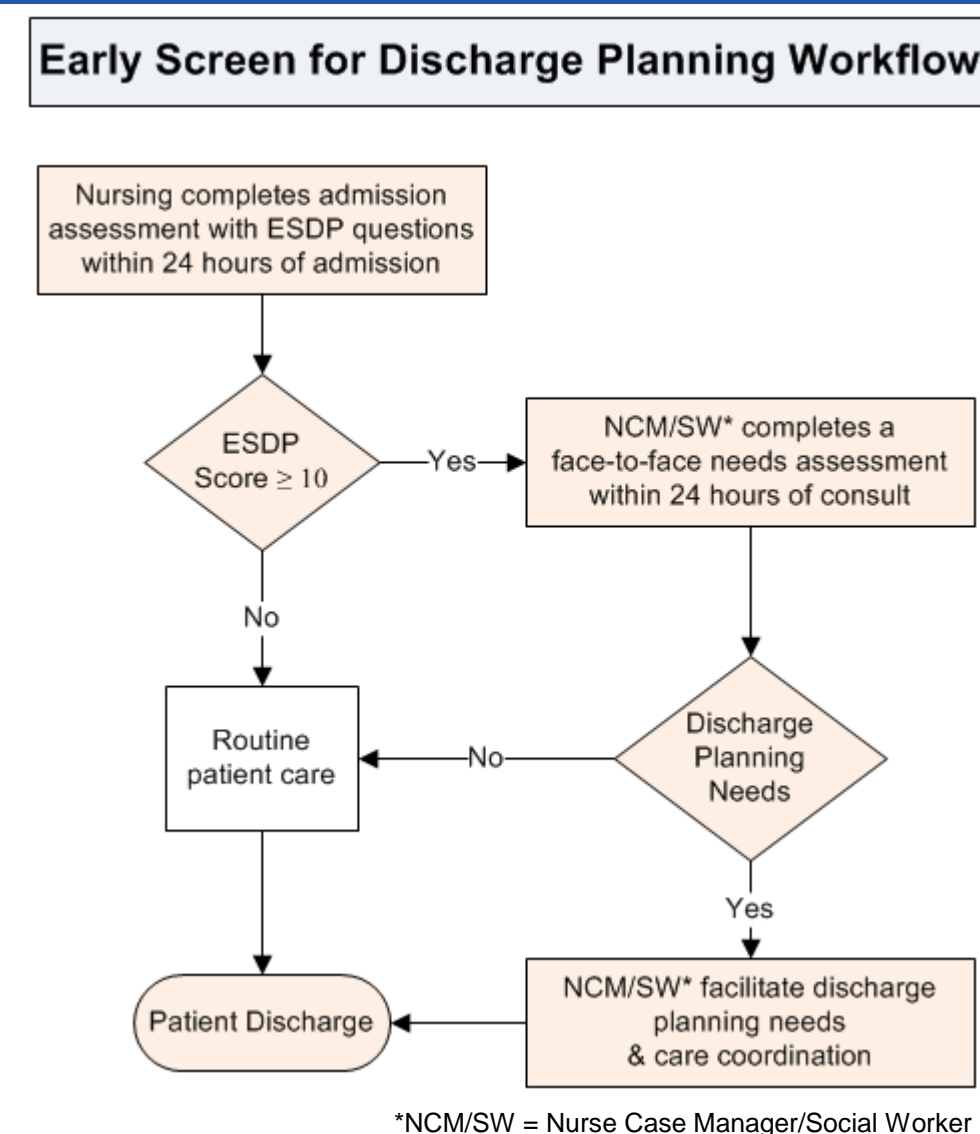 Early Screen for Discharge Planning Workflow
Nursing completes admission
assessment with ESDP questions
within 24 hours of admission
ESDP
Score ≥ 10
Yes
NCM/SW* completes a
face-to-face needs assessment
within 24 hours of consult
No
Discharge
Planning
Needs
No
Routine
patient care
Yes
NCM/SW* facilitate discharge
planning needs
& care coordination
Patient Discharge
*NCM/SW = Nurse Case Manager/Social Worker